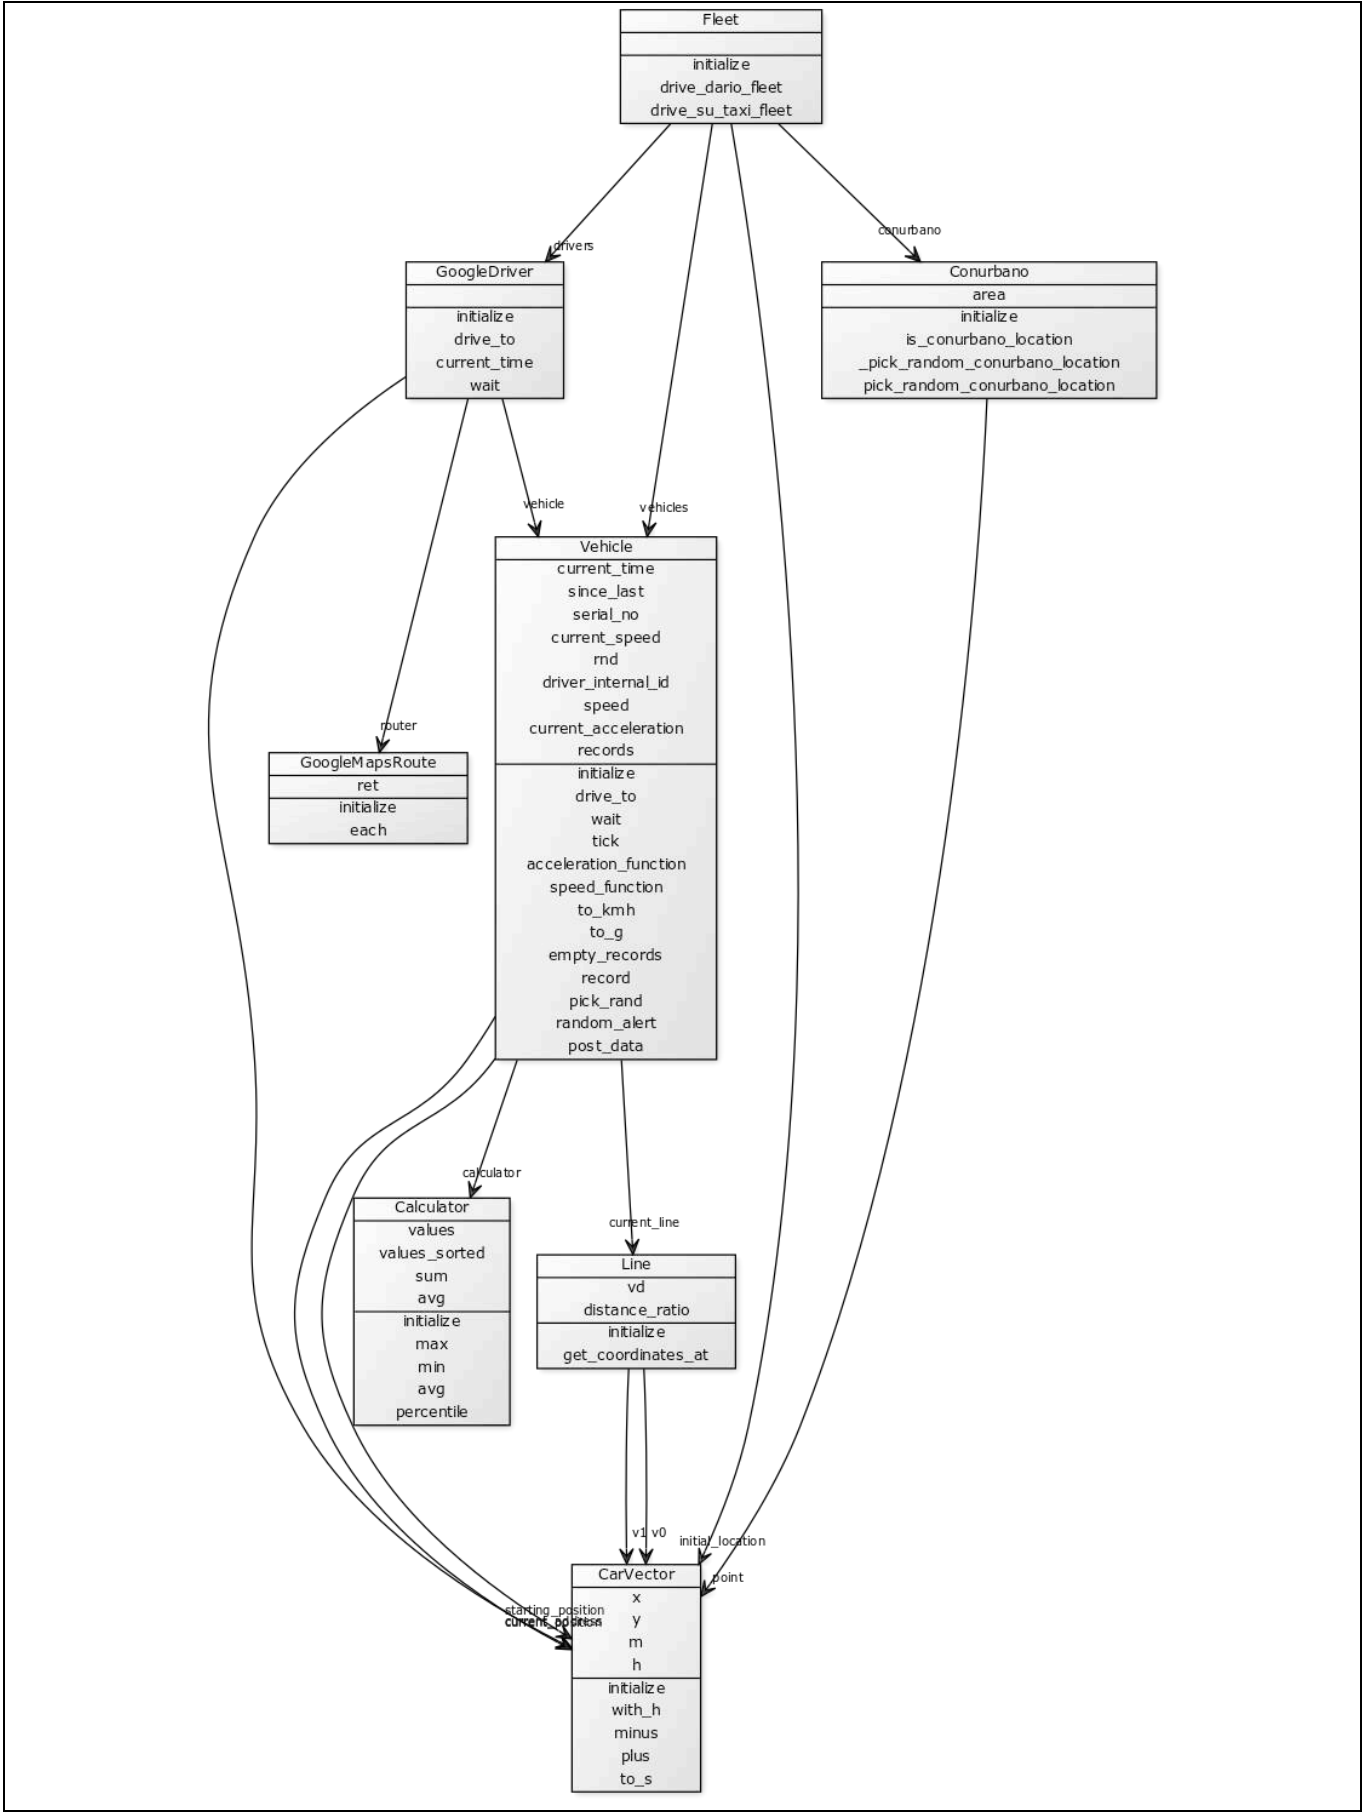 Fleet
initialize
drive_dario_fleet
drive_su_taxi_fleet
drivers
conurbano
GoogleDriver
initialize
drive_to
current_time
wait
Conurbano
area
initialize
is_conurbano_location
_pick_random_conurbano_location
pick_random_conurbano_location
vehicle
vehicles
Vehicle
current_time
since_last
serial_no
current_speed
rnd
driver_internal_id
speed
current_acceleration
records
initialize
drive_to
wait
tick
acceleration_function
speed_function
to_kmh
to_g
empty_records
record
pick_rand
random_alert
post_data
router
GoogleMapsRoute
ret
initialize
each
calculator
current_line
Calculator
values
values_sorted
sum
avg
initialize
max
min
avg
percentile
Line
vd
distance_ratio
initialize
get_coordinates_at
v1 v0
initial_location
point
starting_position
CarVector
x
y
m
h
initialize
with_h
minus
plus
to_s